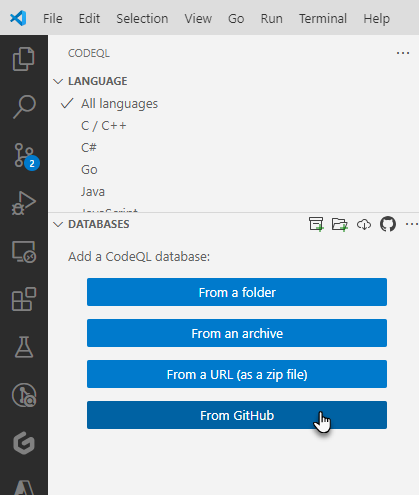 File Edit Selection View Go Run Terminal Help
CODEQL
LANGUAGE
All languages
C / C++
C#
Go
Java
JavaScript
2
DATABASES
Add a CodeQL database:
From a folder
From an archive
From a URL (as a zip file)
From GitHub